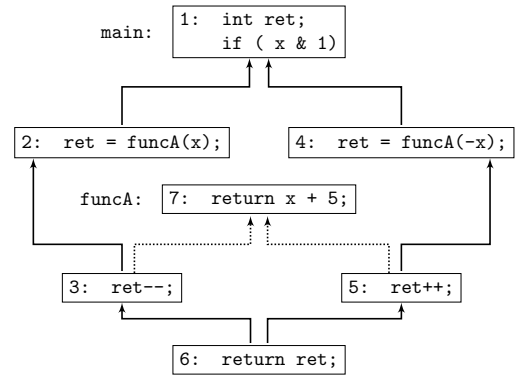 main:
1: int ret;
if ( x & 1)
2: ret = funcA(x);
4: ret = funcA(-x);
funcA:
7: return x + 5;
3: ret--;
5: ret++;
6: return ret;